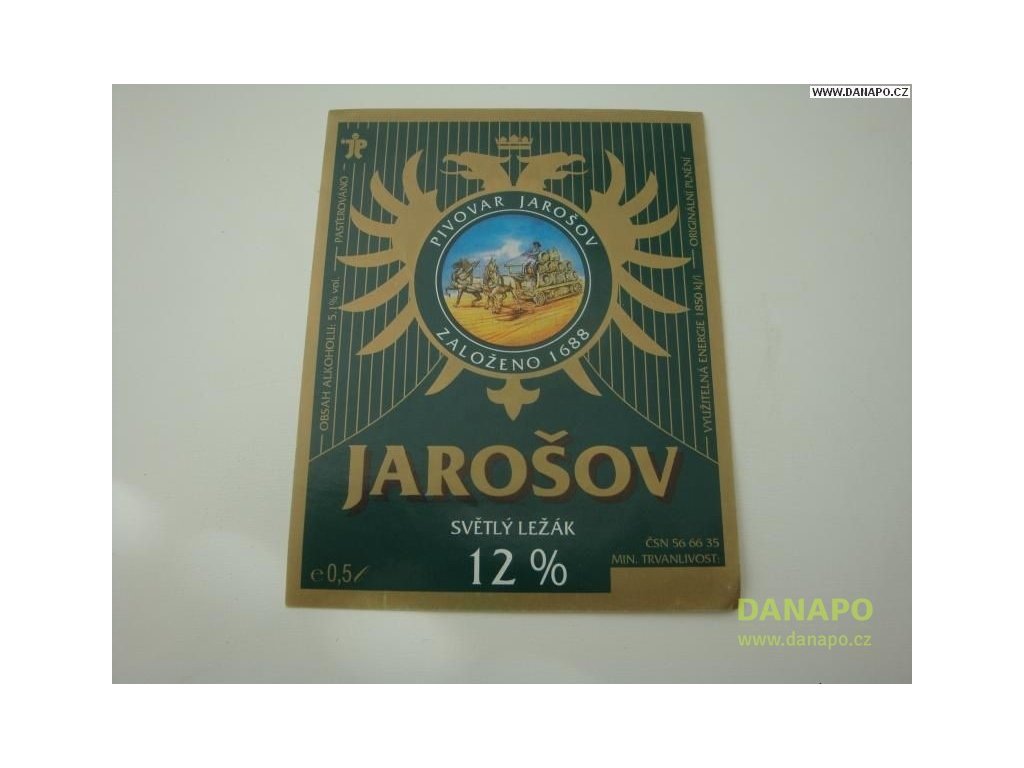 WWW.DANAPO.CZ
JP
PIVOVAR JAROŠOV
ZALOŽENO 1688
OBSAH ALKOHOLU: 5,1% vol. — PASTEROVÁNO —
VYUŽITELNÁ ENERGIE 1850 kJ/l — ORIGINÁLNÍ PLNĚNÍ
JAROŠOV
SVĚTLÝ LEŽÁK
12 %
ČSN 56 66 35
MIN. TRVANLIVOST:
e 0,5 l
DANAPO
www.danapo.cz